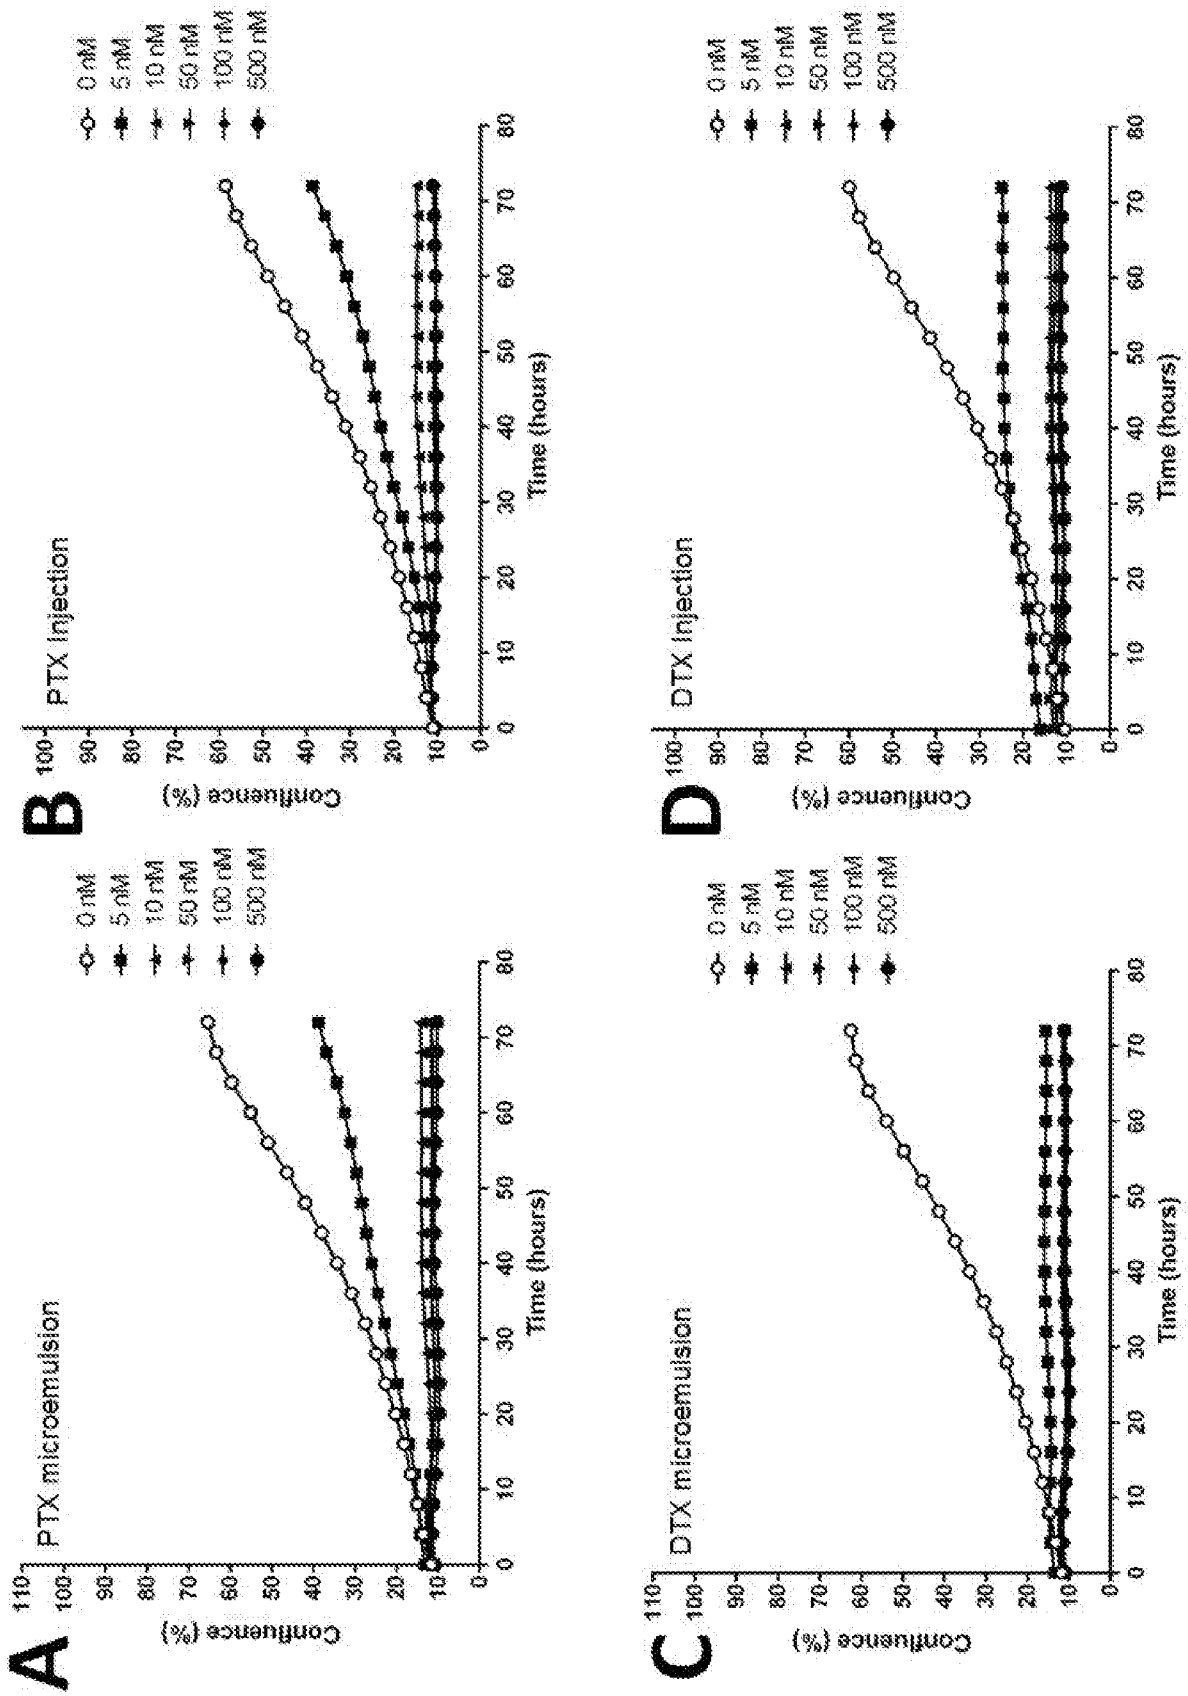 A
PTX microemulsion
Confluence (%)
110
100
90
80
70
60
50
40
30
20
10
0
0 10 20 30 40 50 60 70 80
Time (hours)
0 nM
5 nM
10 nM
50 nM
100 nM
500 nM
B
PTX Injection
Confluence (%)
100
90
80
70
60
50
40
30
20
10
0
0 10 20 30 40 50 60 70 80
Time (hours)
0 nM
5 nM
10 nM
50 nM
100 nM
500 nM
C
DTX microemulsion
Confluence (%)
110
100
90
80
70
60
50
40
30
20
10
0
0 10 20 30 40 50 60 70 80
Time (hours)
0 nM
5 nM
10 nM
50 nM
100 nM
500 nM
D
DTX Injection
Confluence (%)
100
90
80
70
60
50
40
30
20
10
0
0 10 20 30 40 50 60 70 80
Time (hours)
0 nM
5 nM
10 nM
50 nM
100 nM
500 nM